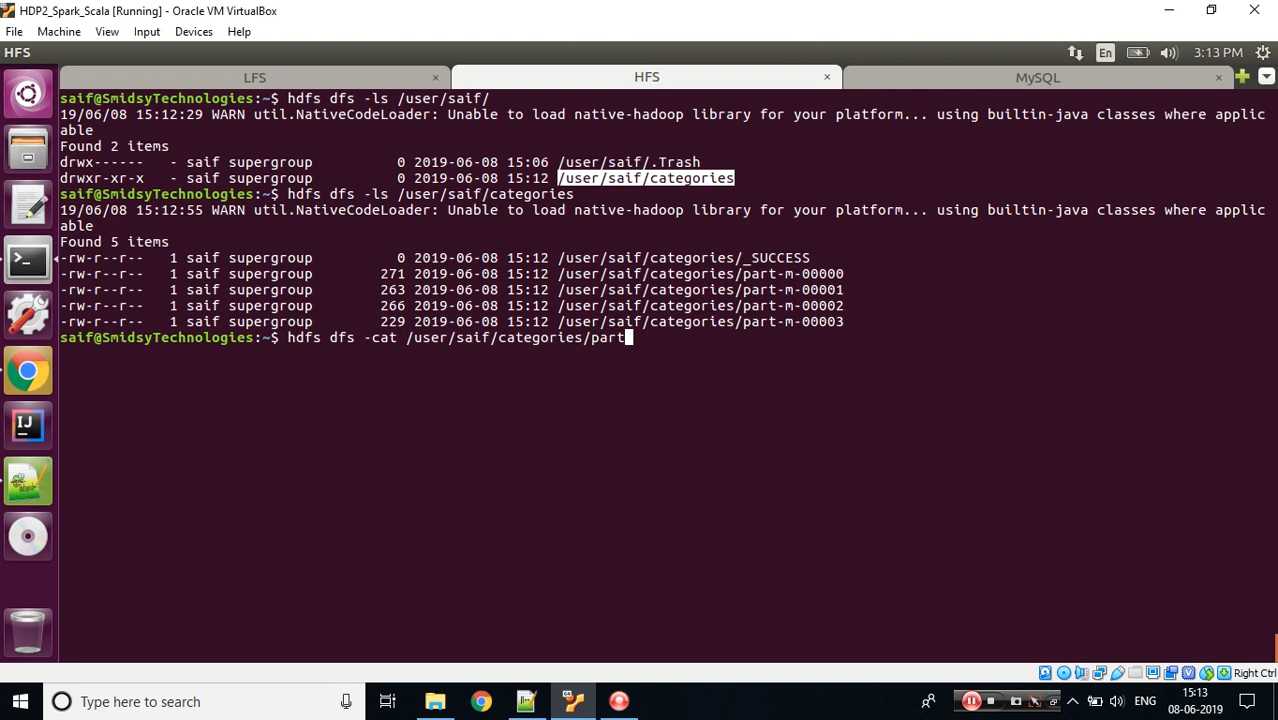 HDP2_Spark_Scala [Running] - Oracle VM VirtualBox
File Machine View Input Devices Help
HFS En 3:13 PM
LFS × HFS × MySQL ×
saif@SmidsyTechnologies:~$ hdfs dfs -ls /user/saif/
19/06/08 15:12:29 WARN util.NativeCodeLoader: Unable to load native-hadoop library for your platform... using builtin-java classes where applic
able
Found 2 items
drwx------   - saif supergroup          0 2019-06-08 15:06 /user/saif/.Trash
drwxr-xr-x   - saif supergroup          0 2019-06-08 15:12 /user/saif/categories
saif@SmidsyTechnologies:~$ hdfs dfs -ls /user/saif/categories
19/06/08 15:12:55 WARN util.NativeCodeLoader: Unable to load native-hadoop library for your platform... using builtin-java classes where applic
able
Found 5 items
-rw-r--r--   1 saif supergroup          0 2019-06-08 15:12 /user/saif/categories/_SUCCESS
-rw-r--r--   1 saif supergroup        271 2019-06-08 15:12 /user/saif/categories/part-m-00000
-rw-r--r--   1 saif supergroup        263 2019-06-08 15:12 /user/saif/categories/part-m-00001
-rw-r--r--   1 saif supergroup        266 2019-06-08 15:12 /user/saif/categories/part-m-00002
-rw-r--r--   1 saif supergroup        229 2019-06-08 15:12 /user/saif/categories/part-m-00003
saif@SmidsyTechnologies:~$ hdfs dfs -cat /user/saif/categories/part
Right Ctrl
Type here to search
ENG
15:13
08-06-2019